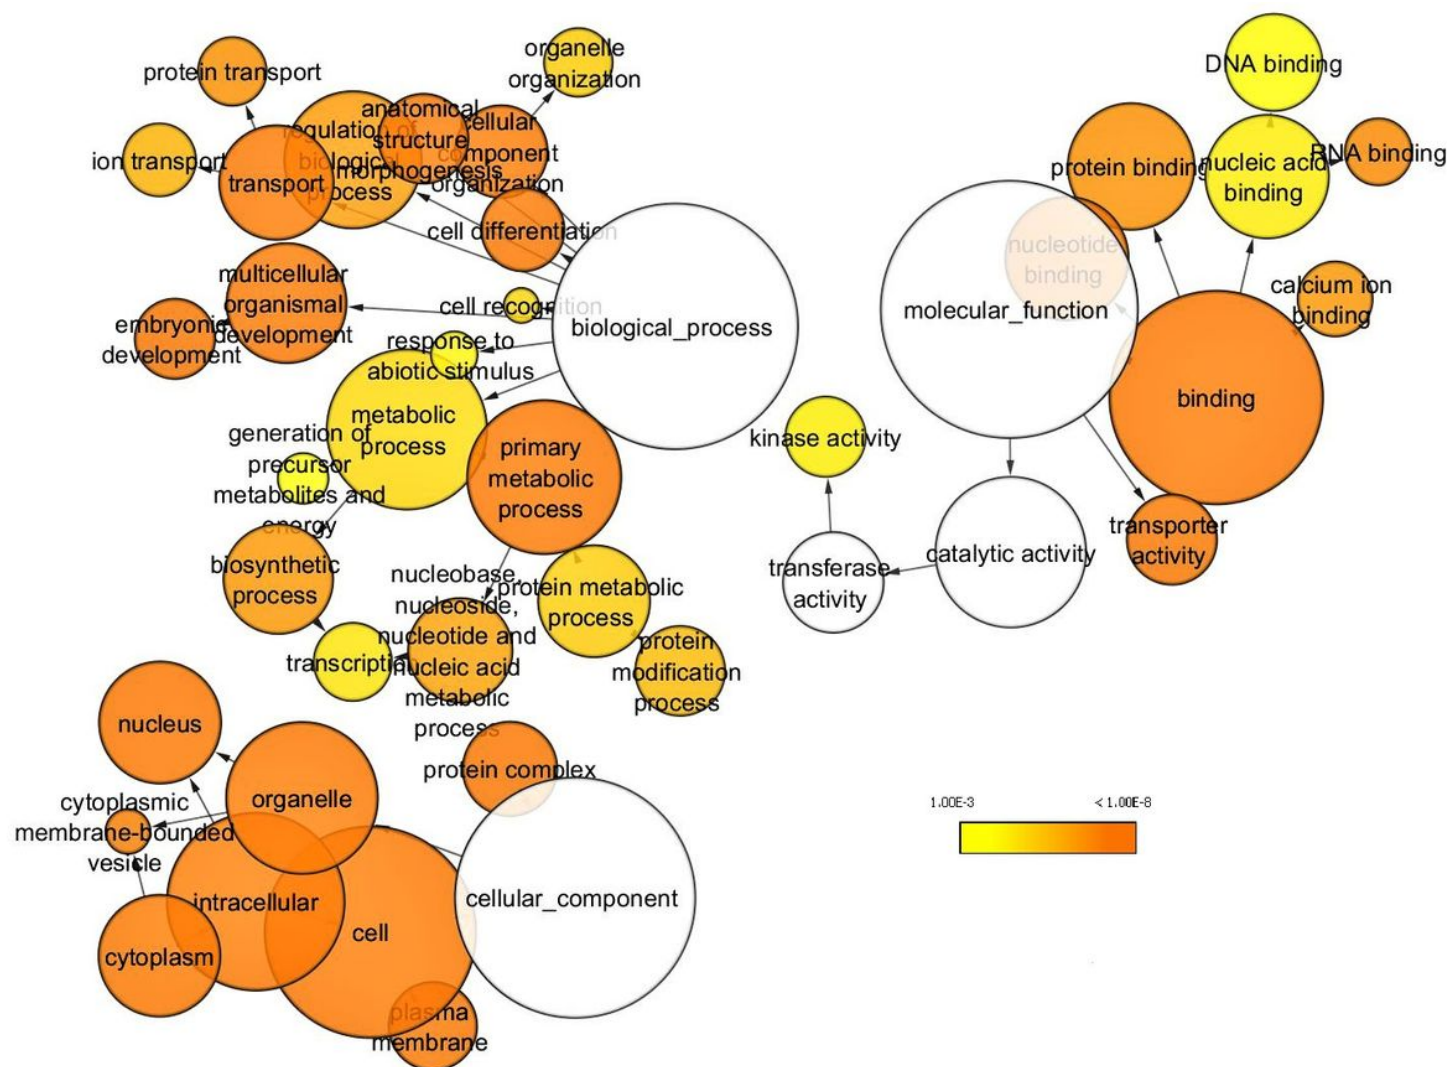 organelle
organization
protein transport
anatomical
structure
morphogenesis
regulation of
biological
process
cellular
component
organization
ion transport
transport
cell differentiation
multicellular
organismal
development
embryonic
development
cell recognition
biological_process
response to
abiotic stimulus
metabolic
process
generation of
precursor
metabolites and
energy
primary
metabolic
process
biosynthetic
process
nucleobase,
nucleoside,
nucleotide and
nucleic acid
metabolic
process
protein metabolic
process
transcription
protein
modification
process
DNA binding
protein binding
nucleic acid
binding
RNA binding
nucleotide
binding
molecular_function
calcium ion
binding
binding
kinase activity
transferase
activity
catalytic activity
transporter
activity
nucleus
organelle
protein complex
cytoplasmic
membrane-bounded
vesicle
intracellular
cell
cellular_component
cytoplasm
plasma
membrane
1.00E-3
< 1.00E-8